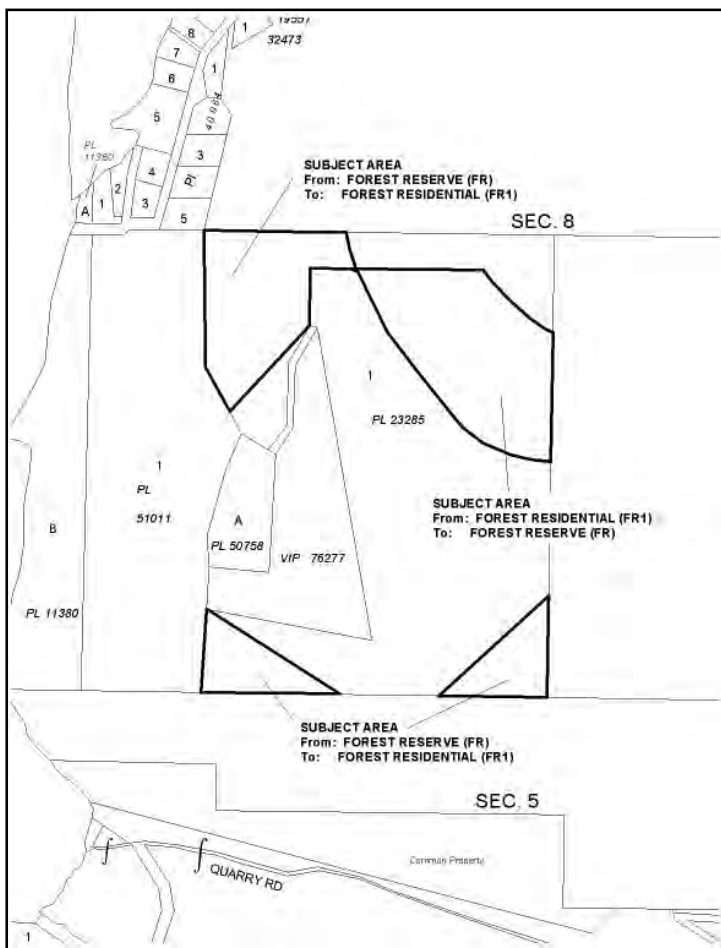 8
1
19557
32473
7
6
1
5
40864
PL
11380
4
3
2
PL
A
1
3
5
SUBJECT AREA
From: FOREST RESERVE (FR)
To: FOREST RESIDENTIAL (FR1)
SEC. 8
1
PL 23285
1
PL
51011
B
A
PL 50758
VIP 76277
PL 11380
SUBJECT AREA
From: FOREST RESIDENTIAL (FR1)
To: FOREST RESERVE (FR)
SUBJECT AREA
From: FOREST RESERVE (FR)
To: FOREST RESIDENTIAL (FR1)
SEC. 5
Common Property
QUARRY RD
1